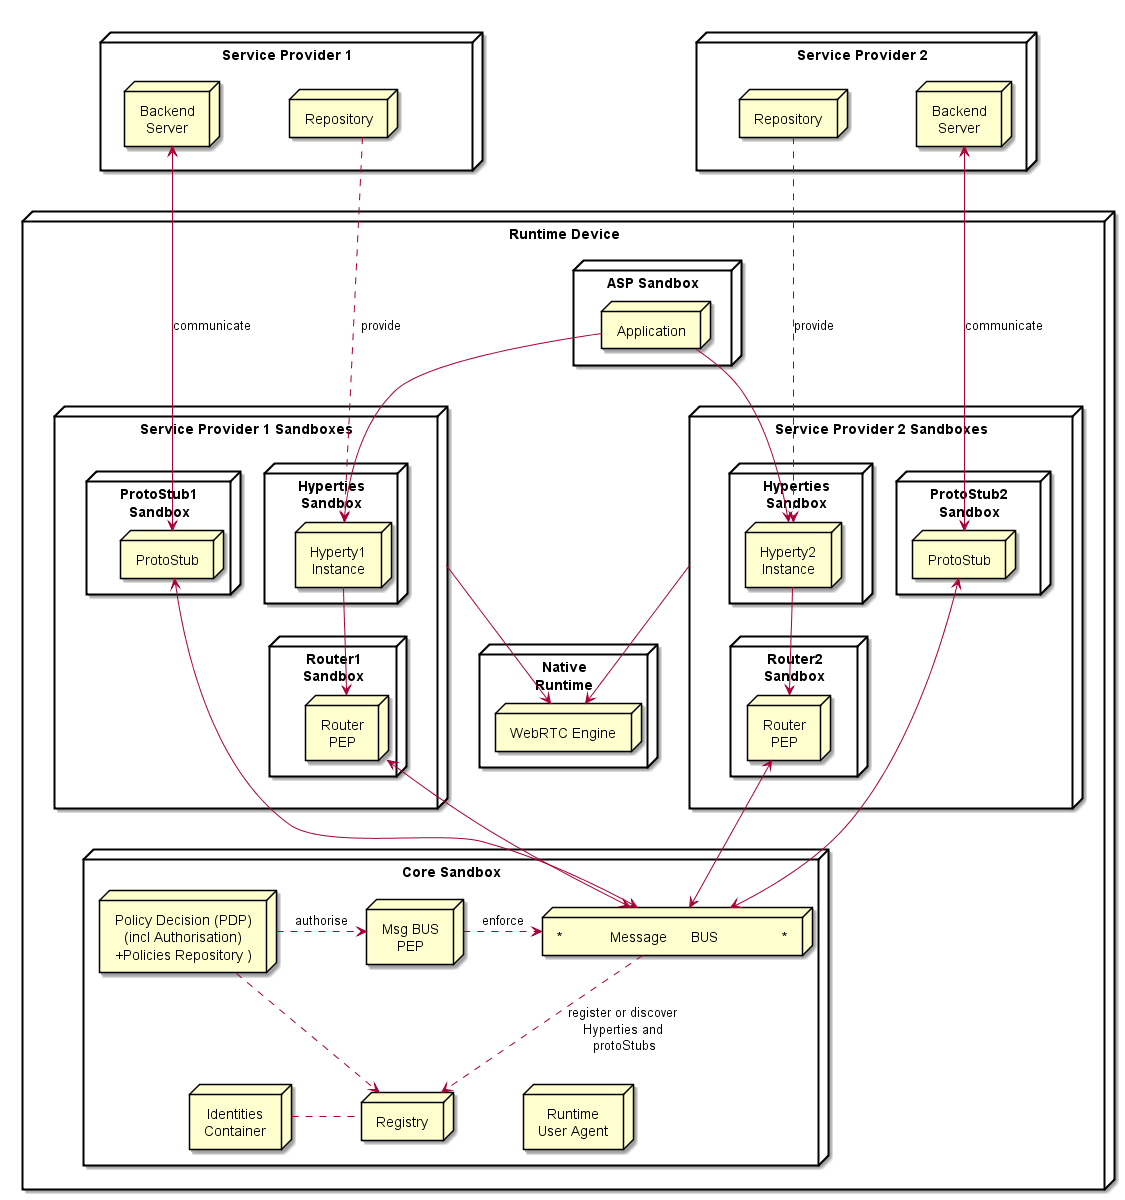 Service Provider 1
Backend
Server
Repository
Service Provider 2
Repository
Backend
Server
Runtime Device
ASP Sandbox
Application
communicate
provide
provide
communicate
Service Provider 1 Sandboxes
ProtoStub1
Sandbox
ProtoStub
Hyperties
Sandbox
Hyperty1
Instance
Router1
Sandbox
Router
PEP
Native
Runtime
WebRTC Engine
Service Provider 2 Sandboxes
Hyperties
Sandbox
Hyperty2
Instance
ProtoStub2
Sandbox
ProtoStub
Router2
Sandbox
Router
PEP
Core Sandbox
Policy Decision (PDP)
(incl Authorisation)
+Policies Repository )
authorise
Msg BUS
PEP
enforce
* Message BUS *
register or discover
Hyperties and
protoStubs
Identities
Container
Registry
Runtime
User Agent